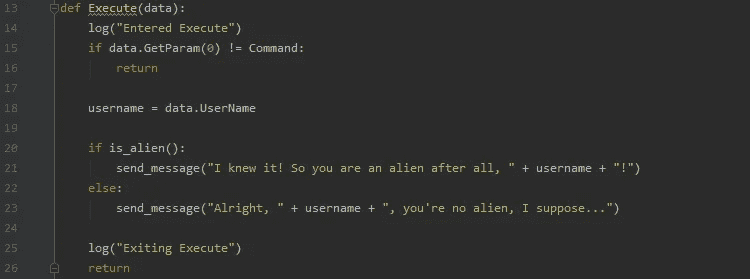 13 def Execute(data):
14     log("Entered Execute")
15     if data.GetParam(0) != Command:
16         return
17
18     username = data.UserName
19
20     if is_alien():
21         send_message("I knew it! So you are an alien after all, " + username + "!")
22     else:
23         send_message("Alright, " + username + ", you're no alien, I suppose...")
24
25     log("Exiting Execute")
26     return